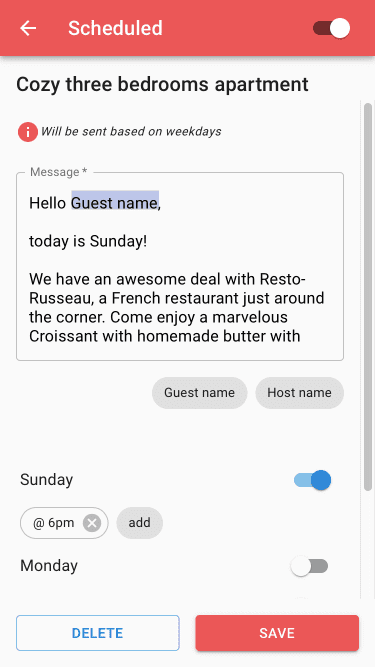 Scheduled
Cozy three bedrooms apartment
Will be sent based on weekdays
Message *
Hello Guest name,
today is Sunday!
We have an awesome deal with Resto-
Russeau, a French restaurant just around
the corner. Come enjoy a marvelous
Croissant with homemade butter with
Guest name
Host name
Sunday
@ 6pm
add
Monday
DELETE
SAVE